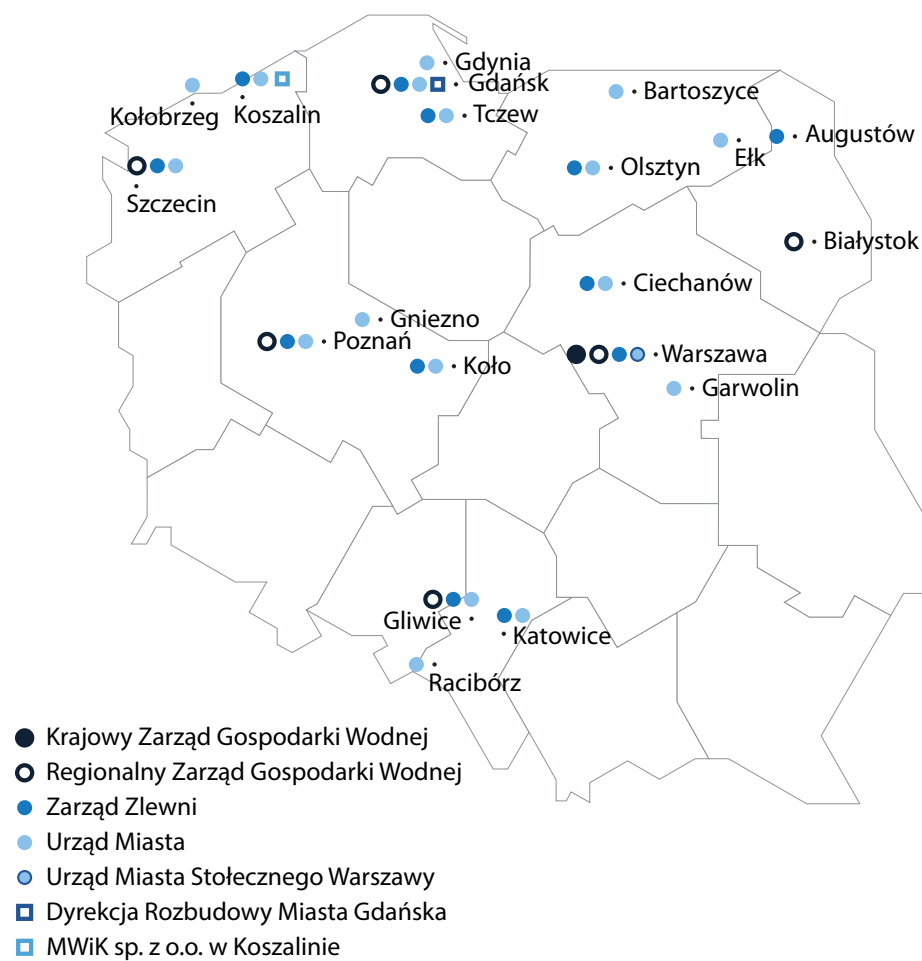 Gdynia
Gdańsk
Tczew
Kołobrzeg
Koszalin
Szczecin
Bartoszyce
Ełk
Augustów
Olsztyn
Białystok
Ciechanów
Gniezno
Poznań
Koło
Warszawa
Garwolin
Gliwice
Katowice
Racibórz
Krajowy Zarząd Gospodarki Wodnej
Regionalny Zarząd Gospodarki Wodnej
Zarząd Zlewni
Urząd Miasta
Urząd Miasta Stołecznego Warszawy
Dyrekcja Rozbudowy Miasta Gdańska
MWiK sp. z o.o. w Koszalinie